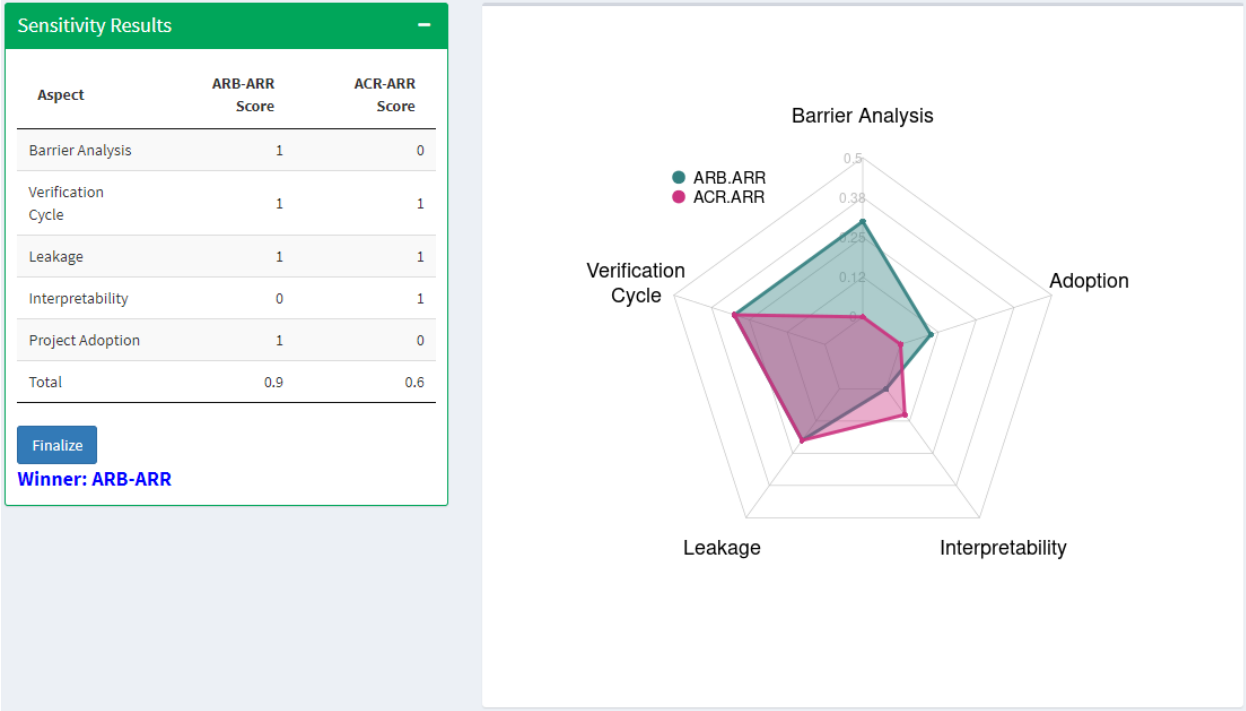 Sensitivity Results
−
Aspect
ARB-ARR
Score
ACR-ARR
Score
Barrier Analysis 1 0
Verification
Cycle
1 1
Leakage 1 1
Interpretability 0 1
Project Adoption 1 0
Total 0.9 0.6
Finalize
Winner: ARB-ARR
Barrier Analysis
0.5
ARB.ARR
ACR.ARR
0.38
0.25
0.12
0
Verification
Cycle
Adoption
Leakage
Interpretability